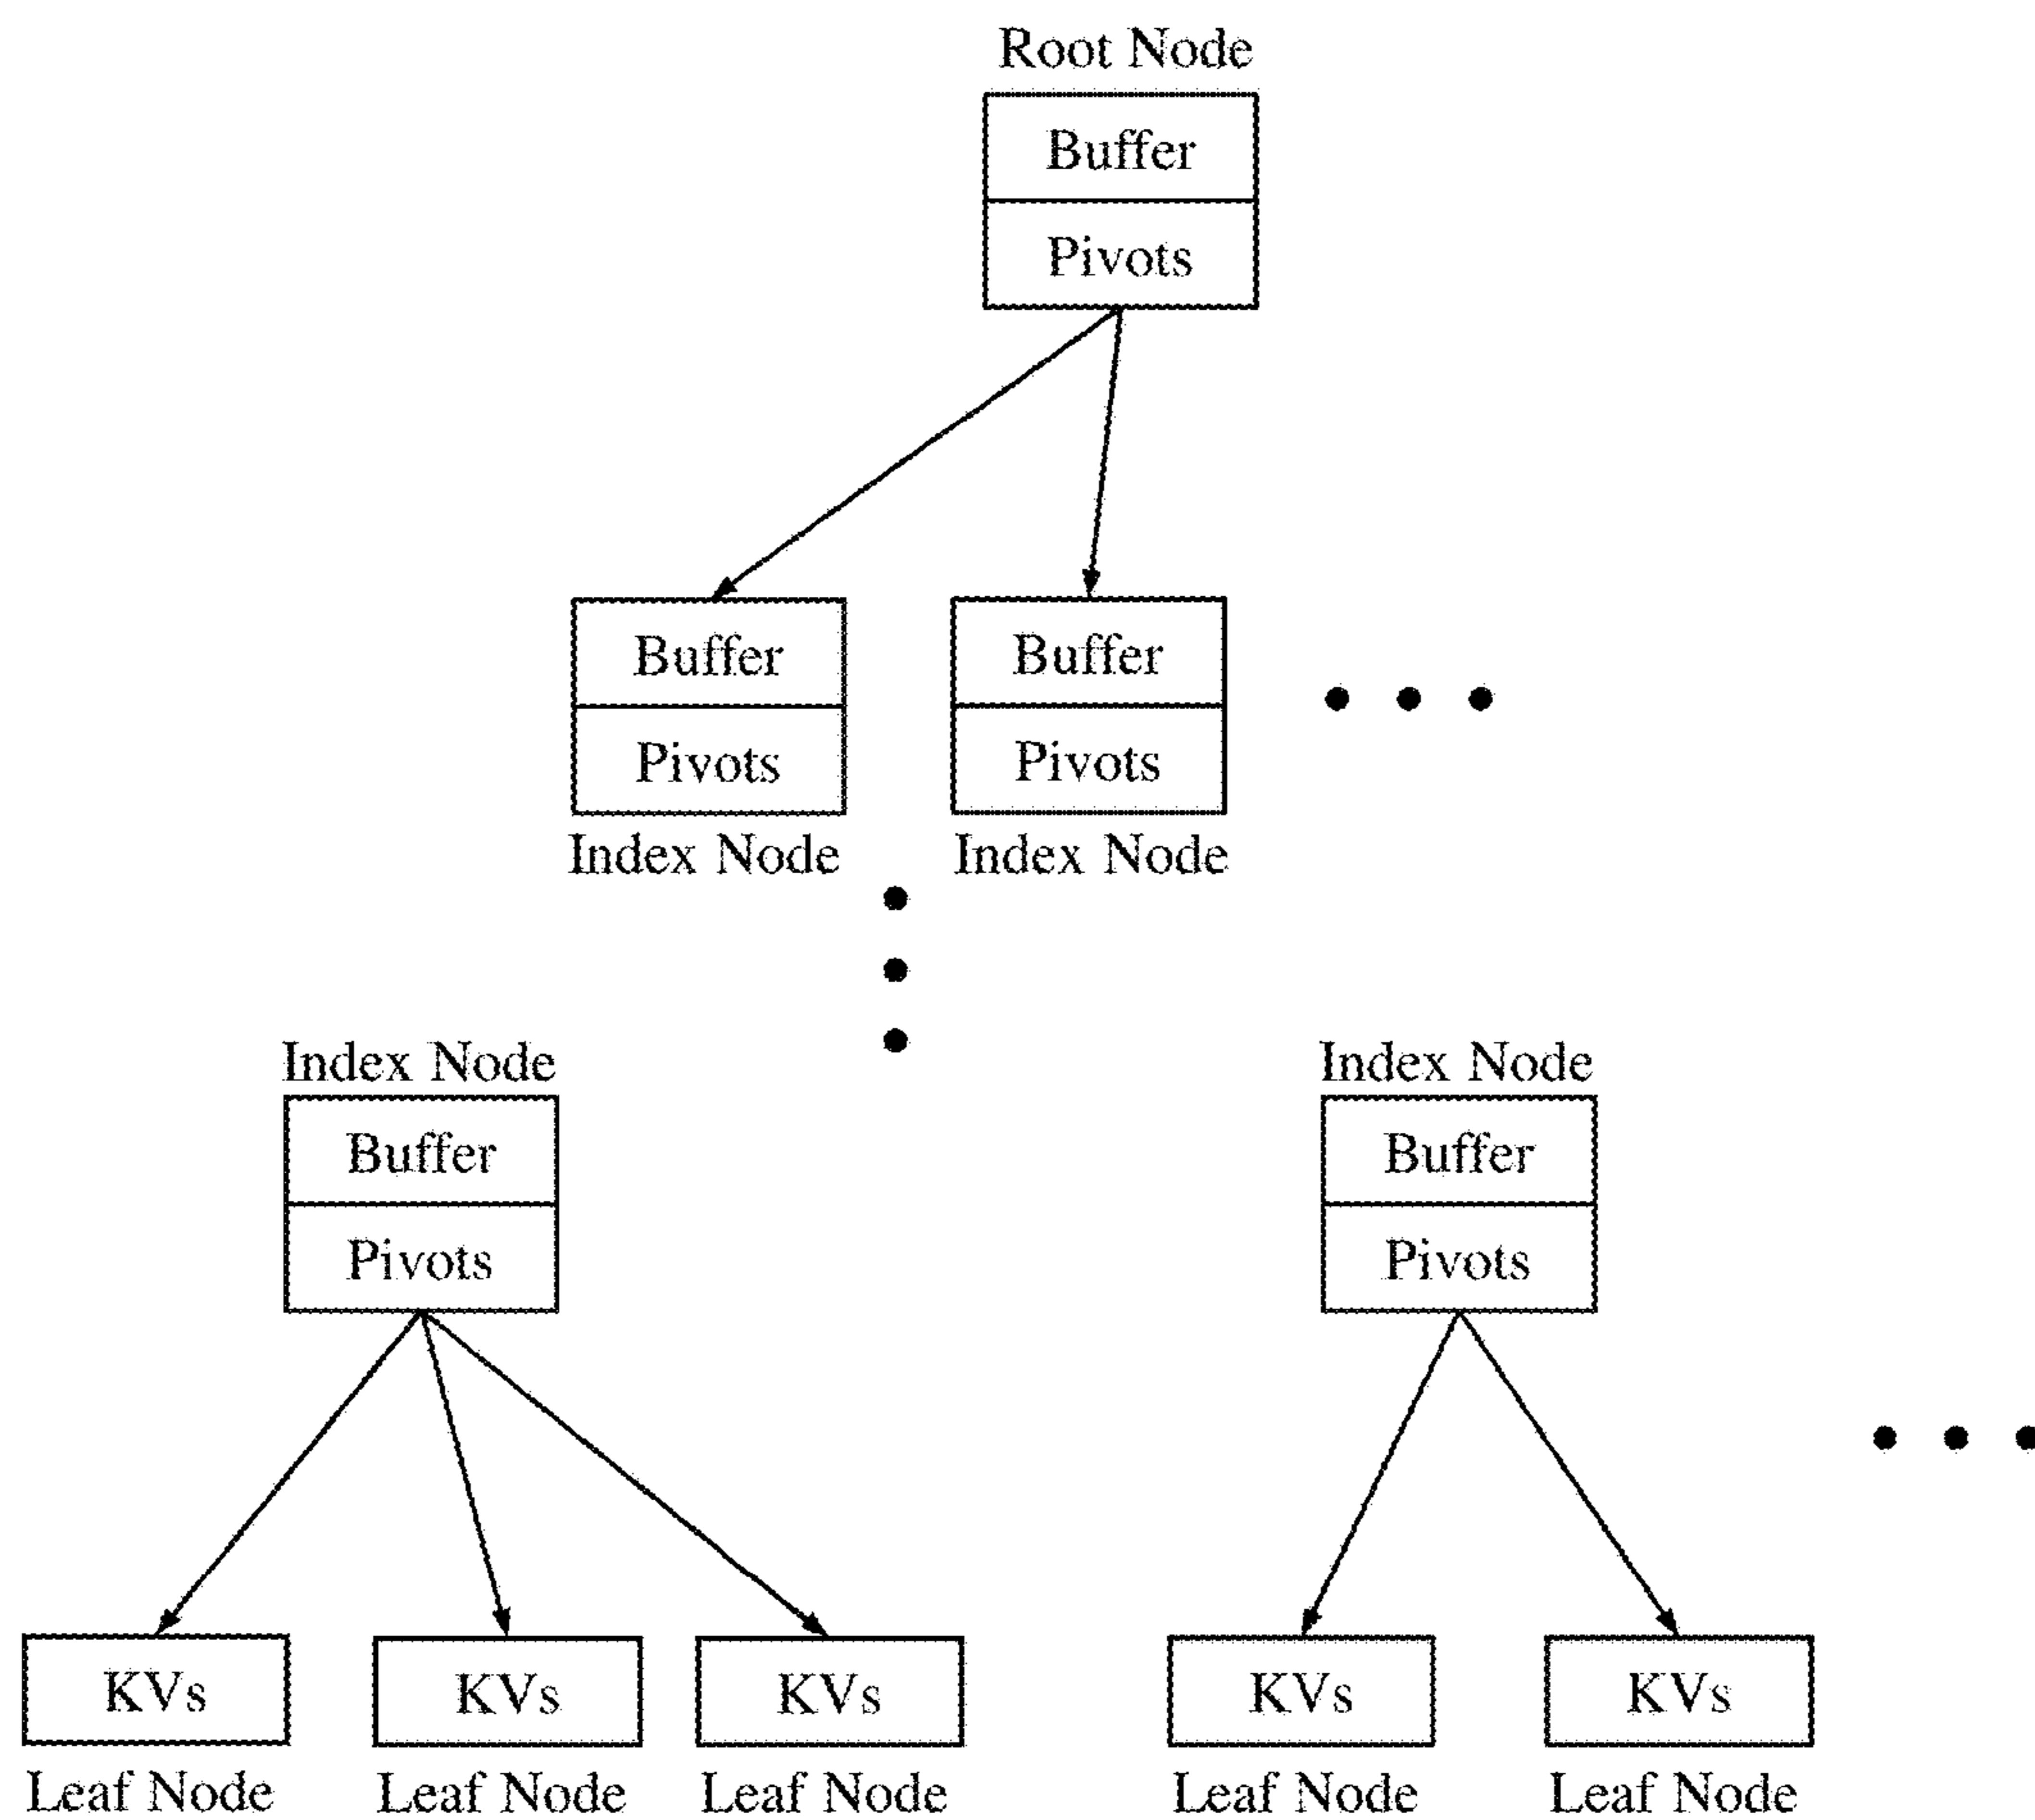 Root Node
Buffer
Pivots
Buffer
Buffer
Pivots
Pivots
Index Node
Index Node
Index Node
Index Node
Buffer
Buffer
Pivots
Pivots
KVs
KVs
KVs
KVs
KVs
Leaf Node
Leaf Node
Leaf Node
Leaf Node
Leaf Node